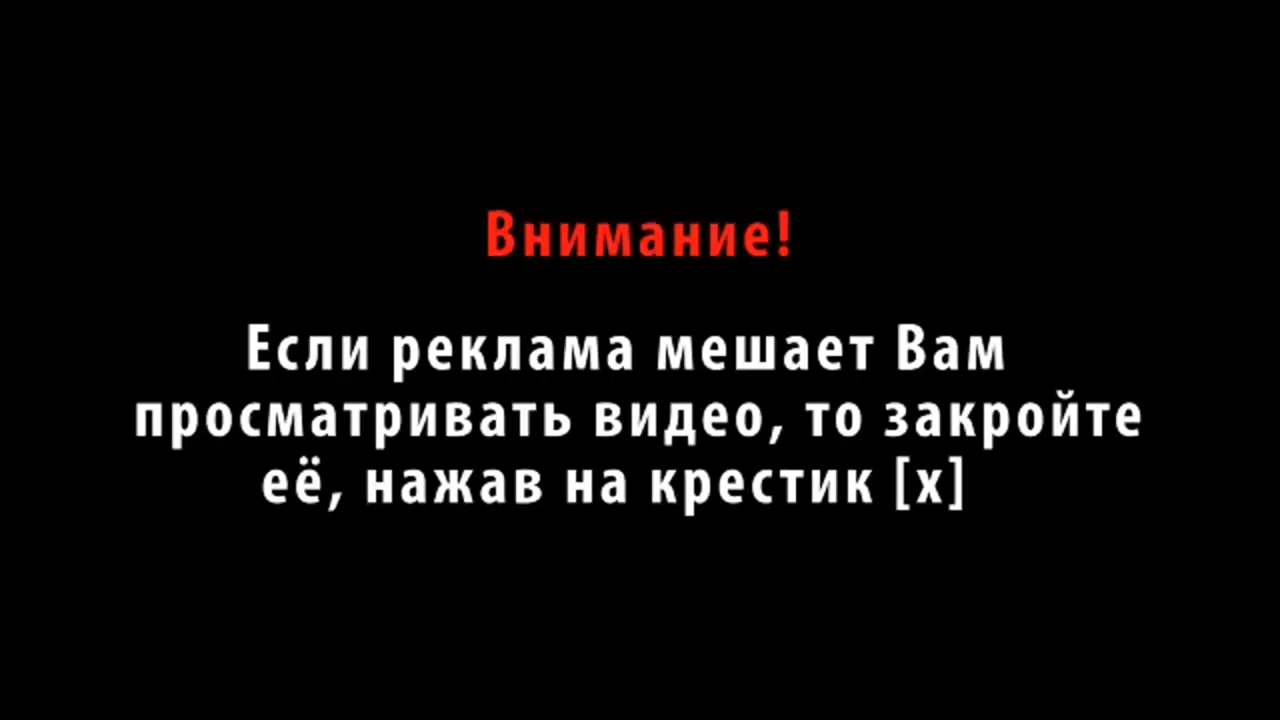 Внимание!
Если реклама мешает Вам
просматривать видео, то закройте
её, нажав на крестик [x]